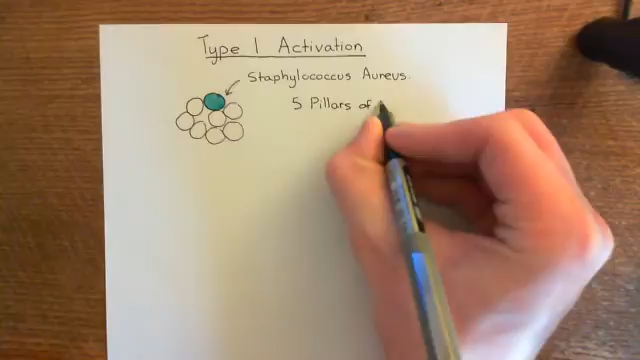 Type 1 Activation
Staphylococcus Aureus.
5 Pillars of